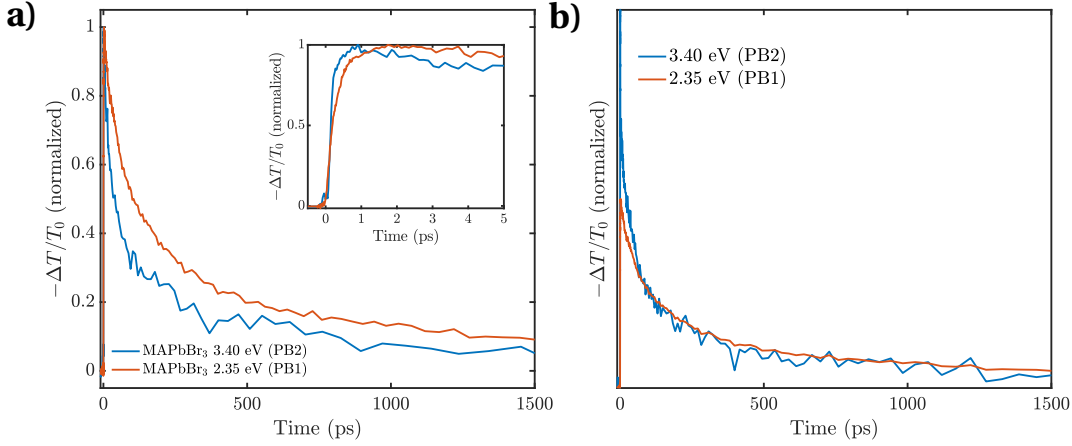 a)
1
0.8
0.6
0.4
0.2
0
−ΔT/T₀ (normalized)
0
500
1000
1500
Time (ps)
MAPbBr₃ 3.40 eV (PB2)
MAPbBr₃ 2.35 eV (PB1)
1
0.5
0
−ΔT/T₀ (normalized)
0
1
2
3
4
5
Time (ps)
b)
3.40 eV (PB2)
2.35 eV (PB1)
−ΔT/T₀ (normalized)
0
500
1000
1500
Time (ps)